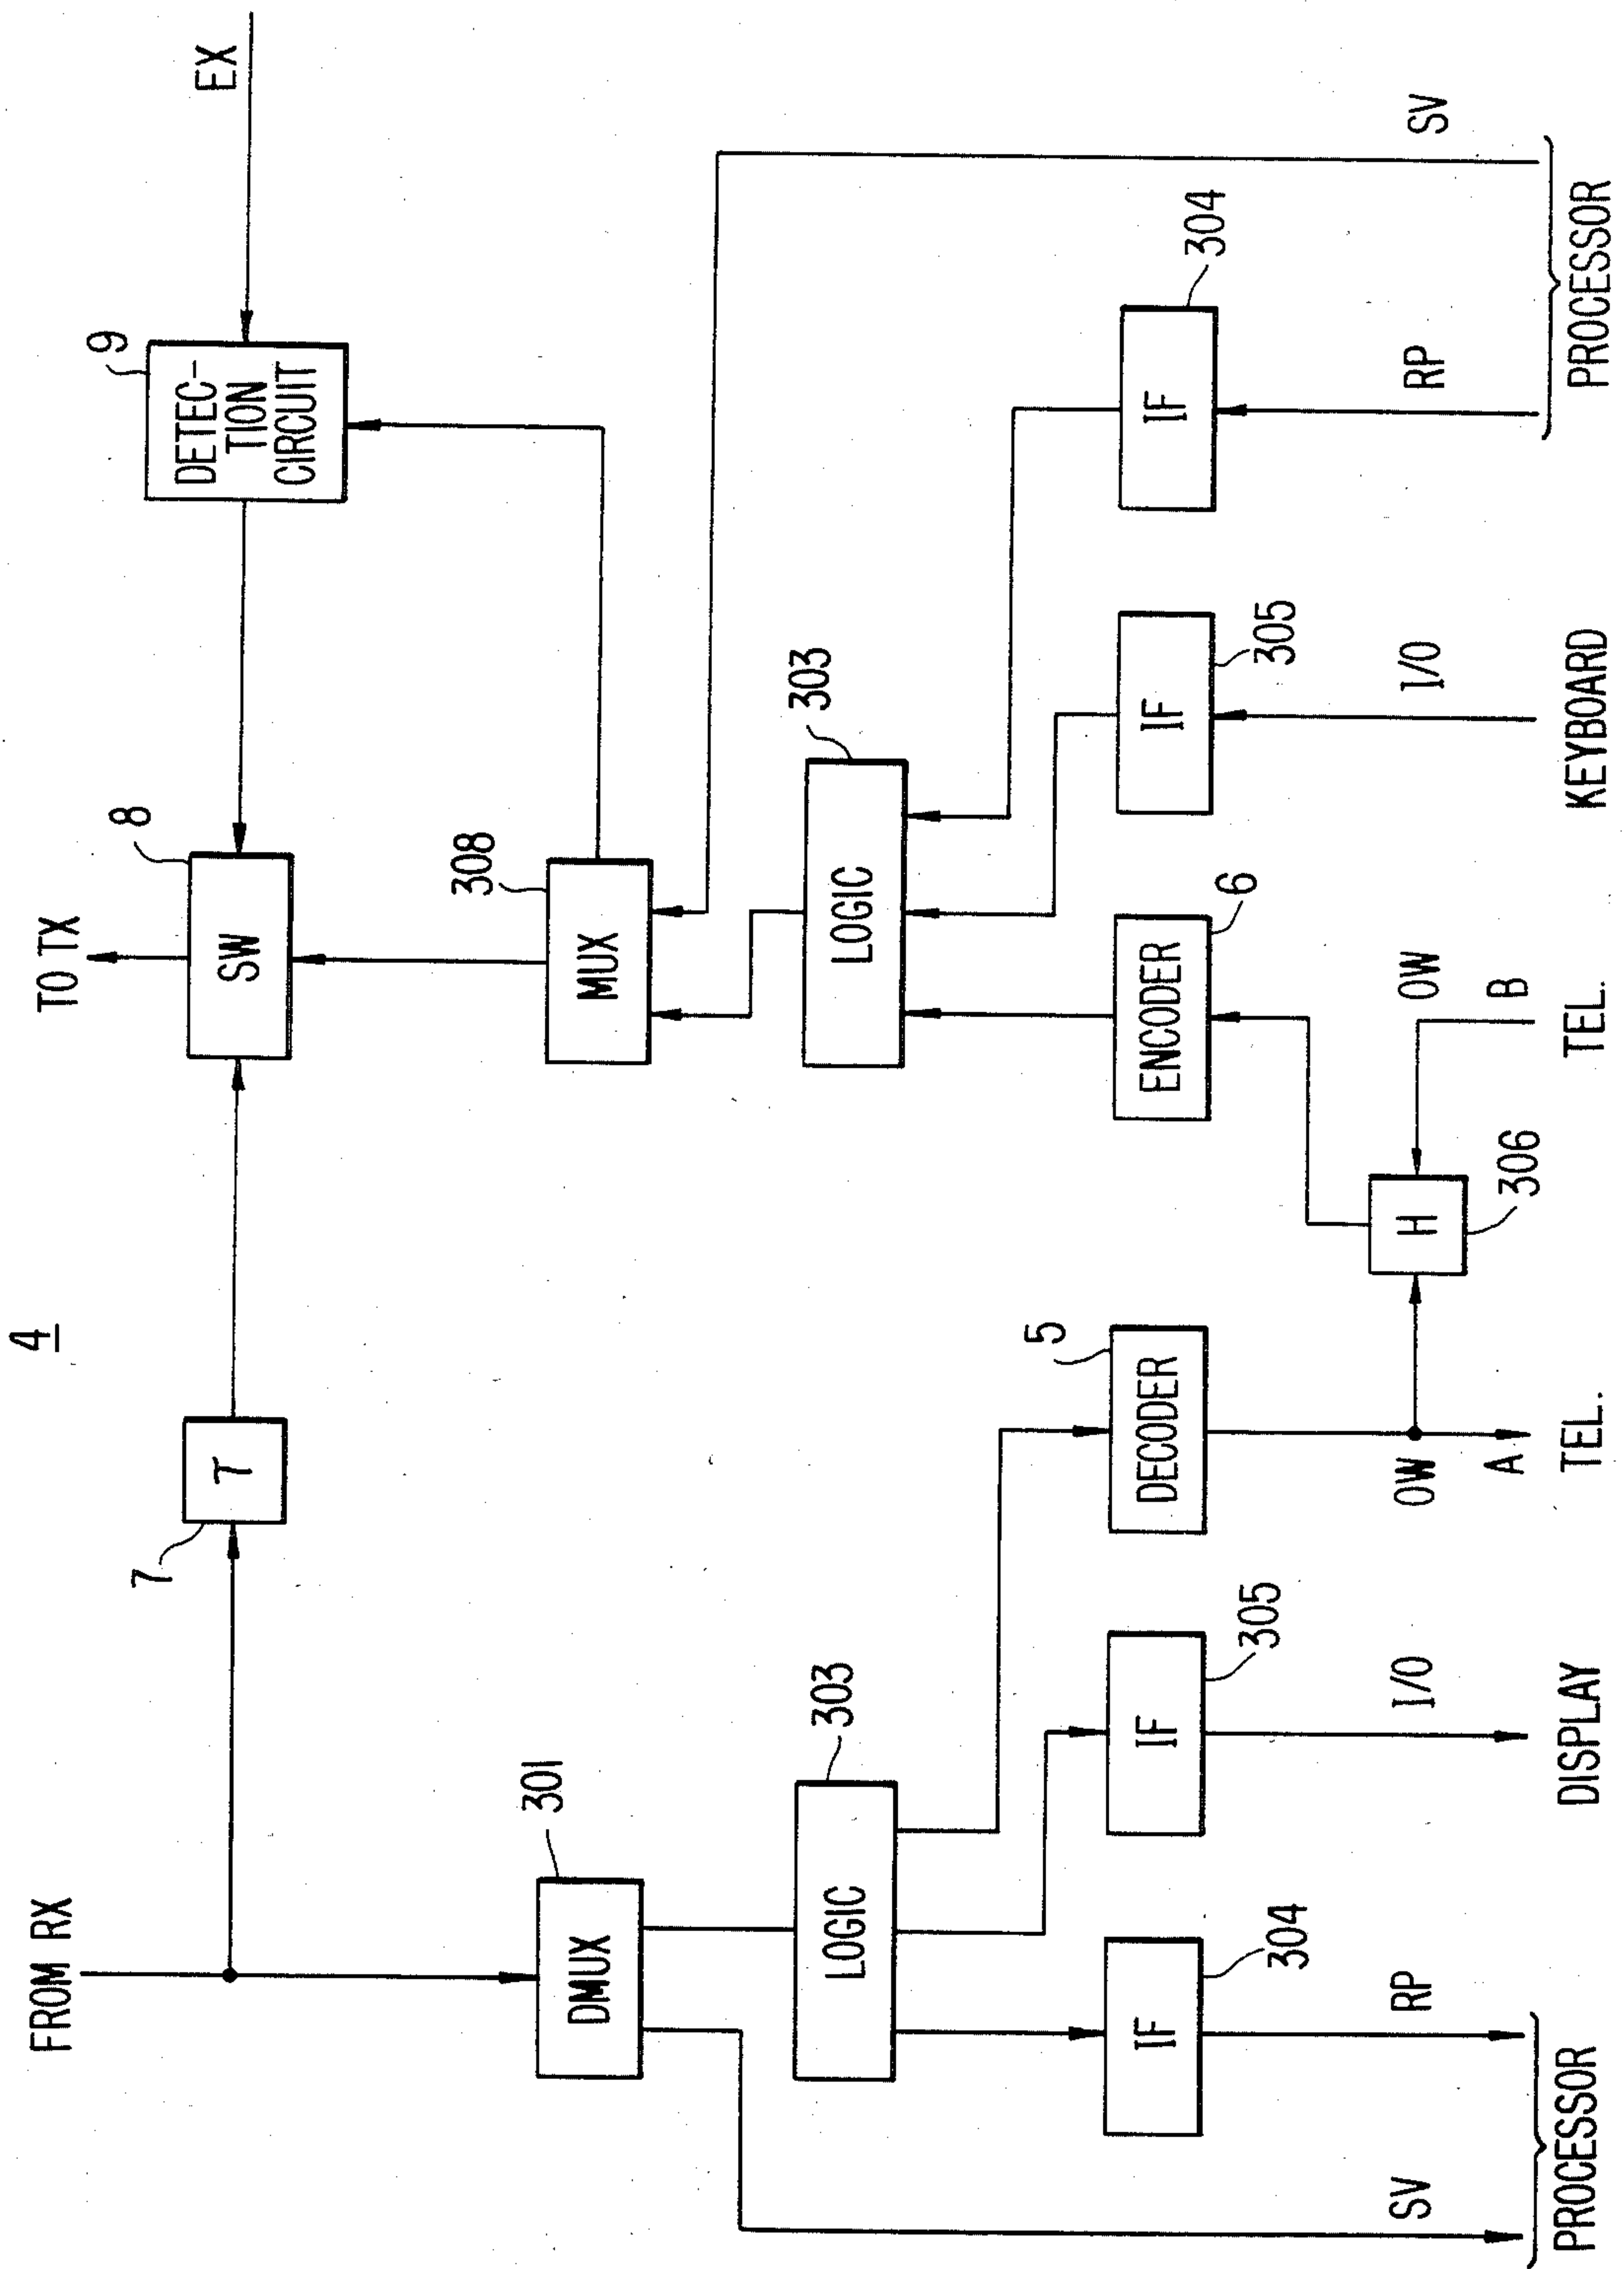 4
FROM RX
TO TX
EX
7
τ
8
SW
9
DETEC-
TION
CIRCUIT
301
DMUX
308
MUX
303
LOGIC
303
LOGIC
304
IF
305
IF
5
DECODER
6
ENCODER
305
IF
304
IF
306
H
SV
RP
I/O
OW
A
OW
B
I/O
RP
SV
PROCESSOR
DISPLAY
TEL.
TEL.
KEYBOARD
PROCESSOR